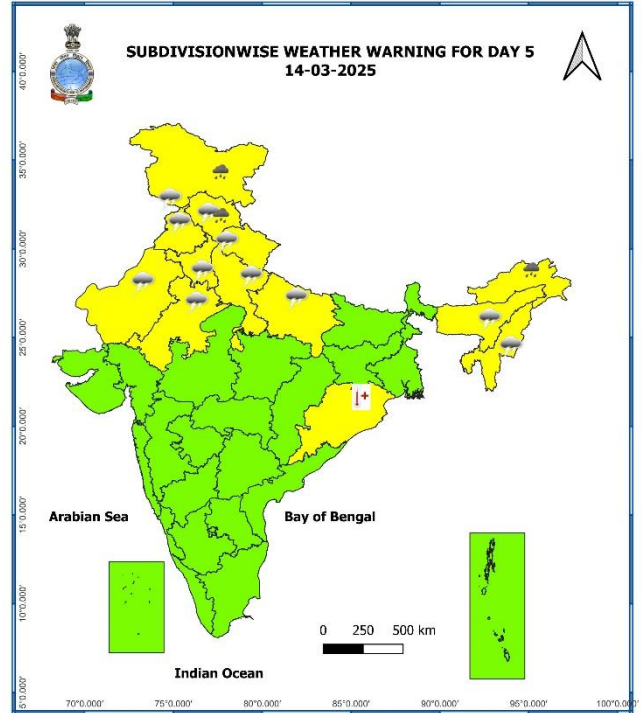 SUBDIVISIONWISE WEATHER WARNING FOR DAY 5
14-03-2025
40°0.000'
35°0.000'
30°0.000'
25°0.000'
20°0.000'
15°0.000'
10°0.000'
5°0.000'
Arabian Sea
Bay of Bengal
0 250 500 km
Indian Ocean
70°0.000' 75°0.000' 80°0.000' 85°0.000' 90°0.000' 95°0.000' 100°0.000'